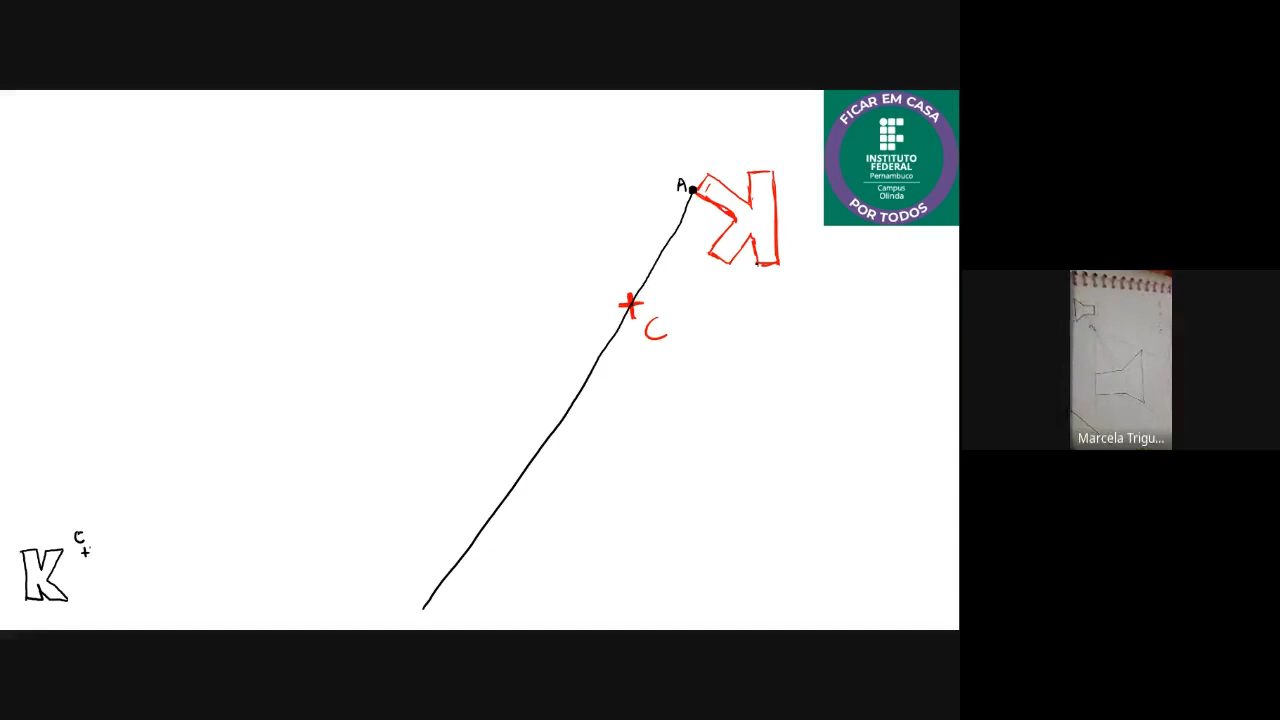 FICAR EM CASA
INSTITUTO
FEDERAL
Pernambuco
Campus
Olinda
POR TODOS
A
C
Marcela Trigu...
C
K